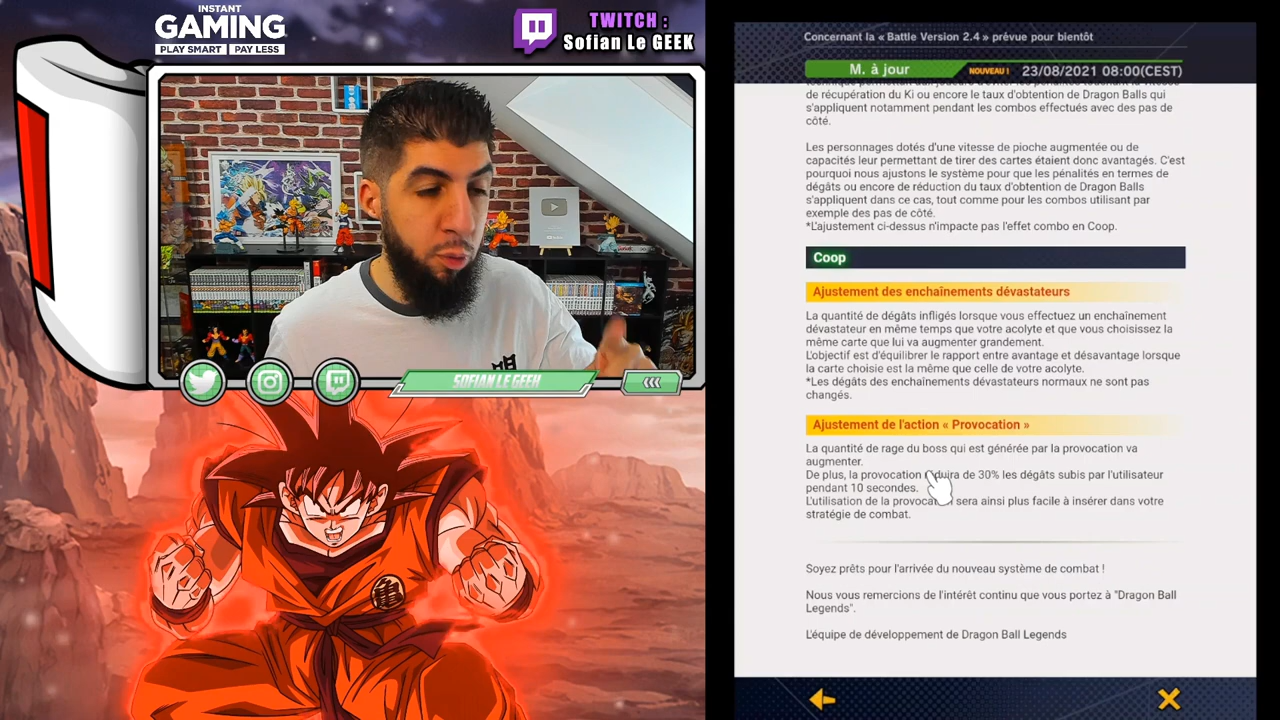 INSTANT
GAMING
PLAY SMART PAY LESS
TWITCH :
Sofian Le GEEK
SOFIAN LE GEEK
Concernant la « Battle Version 2.4 » prévue pour bientôt
M. à jour
NOUVEAU !
23/08/2021 08:00(CEST)
de récupération du Ki ou encore le taux d'obtention de Dragon Balls qui
s'appliquent notamment pendant les combos effectués avec des pas de
côté.
Les personnages dotés d'une vitesse de pioche augmentée ou de
capacités leur permettant de tirer des cartes étaient donc avantagés. C'est
pourquoi nous ajustons le système pour que les pénalités en termes de
dégâts ou encore de réduction du taux d'obtention de Dragon Balls
s'appliquent dans ce cas, tout comme pour les combos utilisant par
exemple des pas de côté.
*L'ajustement ci-dessus n'impacte pas l'effet combo en Coop.
Coop
Ajustement des enchaînements dévastateurs
La quantité de dégâts infligés lorsque vous effectuez un enchaînement
dévastateur en même temps que votre acolyte et que vous choisissez la
même carte que lui va augmenter grandement.
L'objectif est d'équilibrer le rapport entre avantage et désavantage lorsque
la carte choisie est la même que celle de votre acolyte.
*Les dégâts des enchaînements dévastateurs normaux ne sont pas
changés.
Ajustement de l'action « Provocation »
La quantité de rage du boss qui est générée par la provocation va
augmenter.
De plus, la provocation réduira de 30% les dégâts subis par l'utilisateur
pendant 10 secondes.
L'utilisation de la provocation sera ainsi plus facile à insérer dans votre
stratégie de combat.
Soyez prêts pour l'arrivée du nouveau système de combat !
Nous vous remercions de l'intérêt continu que vous portez à "Dragon Ball
Legends".
L'équipe de développement de Dragon Ball Legends